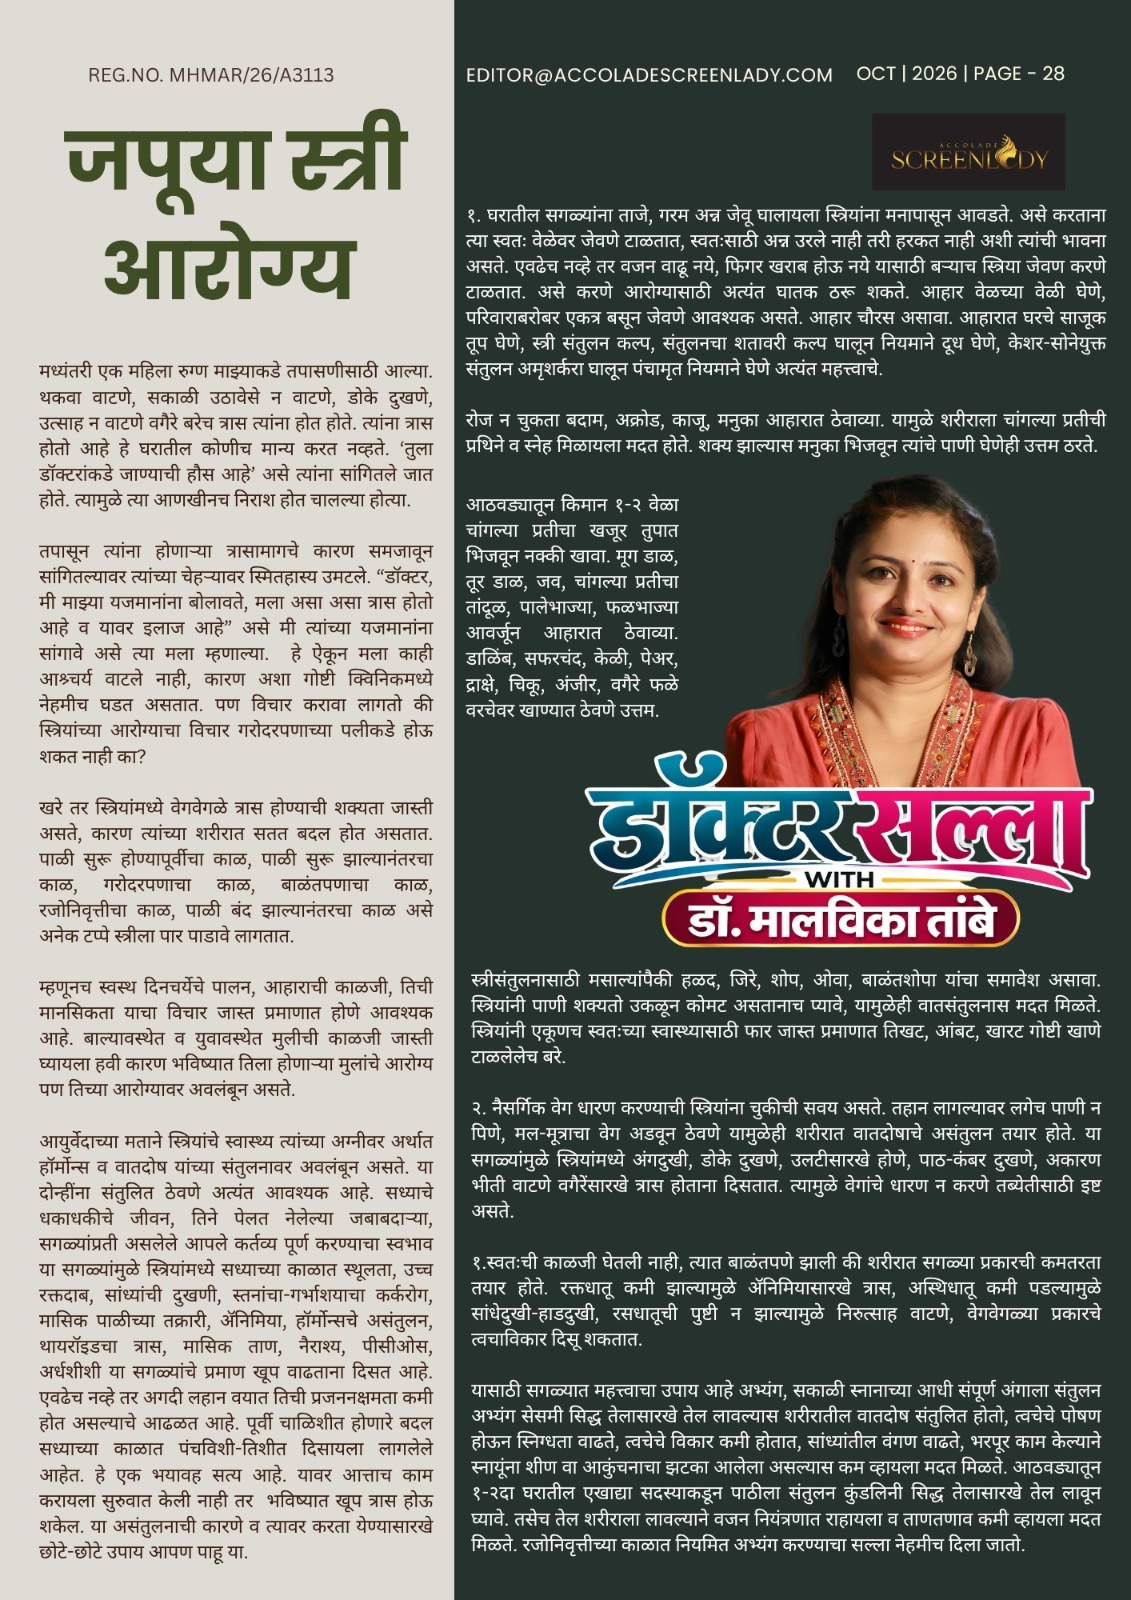 REG.NO. MHMAR/26/A3113
EDITOR@ACCOLADESCREENLADY.COM OCT | 2026 | PAGE - 28
ACCOLADE
SCREENLADY
जपूया स्त्री
आरोग्य
मध्यंतरी एक महिला रुग्ण माझ्याकडे तपासणीसाठी आल्या.
थकवा वाटणे, सकाळी उठावेसे न वाटणे, डोके दुखणे,
उत्साह न वाटणे वगैरे बरेच त्रास त्यांना होत होते. त्यांना त्रास
होतो आहे हे घरातील कोणीच मान्य करत नव्हते. ‘तुला
डॉक्टरांकडे जाण्याची हौस आहे’ असे त्यांना सांगितले जात
होते. त्यामुळे त्या आणखीनच निराश होत चालल्या होत्या.
तपासून त्यांना होणाऱ्या त्रासामागचे कारण समजावून
सांगितल्यावर त्यांच्या चेहऱ्यावर स्मितहास्य उमटले. “डॉक्टर,
मी माझ्या यजमानांना बोलावते, मला असा असा त्रास होतो
आहे व यावर इलाज आहे” असे मी त्यांच्या यजमानांना
सांगावे असे त्या मला म्हणाल्या. हे ऐकून मला काही
आश्चर्य वाटले नाही, कारण अशा गोष्टी क्विनिकमध्ये
नेहमीच घडत असतात. पण विचार करावा लागतो की
स्त्रियांच्या आरोग्याचा विचार गरोदरपणाच्या पलीकडे होऊ
शकत नाही का?
खरे तर स्त्रियांमध्ये वेगवेगळे त्रास होण्याची शक्यता जास्ती
असते, कारण त्यांच्या शरीरात सतत बदल होत असतात.
पाळी सुरू होण्यापूर्वीचा काळ, पाळी सुरू झाल्यानंतरचा
काळ, गरोदरपणाचा काळ, बाळंतपणाचा काळ,
रजोनिवृत्तीचा काळ, पाळी बंद झाल्यानंतरचा काळ असे
अनेक टप्पे स्त्रीला पार पाडावे लागतात.
म्हणूनच स्वस्थ दिनचर्येचे पालन, आहाराची काळजी, तिची
मानसिकता याचा विचार जास्त प्रमाणात होणे आवश्यक
आहे. बाल्यावस्थेत व युवावस्थेत मुलीची काळजी जास्ती
घ्यायला हवी कारण भविष्यात तिला होणाऱ्या मुलांचे आरोग्य
पण तिच्या आरोग्यावर अवलंबून असते.
आयुर्वेदाच्या मताने स्त्रियांचे स्वास्थ्य त्यांच्या अग्नीवर अर्थात
हॉर्मोन्स व वातदोष यांच्या संतुलनावर अवलंबून असते. या
दोन्हींना संतुलित ठेवणे अत्यंत आवश्यक आहे. सध्याचे
धकाधकीचे जीवन, तिने पेलत नेलेल्या जबाबदाऱ्या,
सगळ्यांप्रती असलेले आपले कर्तव्य पूर्ण करण्याचा स्वभाव
या सगळ्यांमुळे स्त्रियांमध्ये सध्याच्या काळात स्थूलता, उच्च
रक्तदाब, सांध्यांची दुखणी, स्तनांचा-गर्भाशयाचा कर्करोग,
मासिक पाळीच्या तक्रारी, ॲनिमिया, हॉर्मोन्सचे असंतुलन,
थायरॉइडचा त्रास, मासिक ताण, नैराश्य, पीसीओस,
अर्धशीशी या सगळ्यांचे प्रमाण खूप वाढताना दिसत आहे.
एवढेच नव्हे तर अगदी लहान वयात तिची प्रजननक्षमता कमी
होत असल्याचे आढळत आहे. पूर्वी चाळिशीत होणारे बदल
सध्याच्या काळात पंचविशी-तिशीत दिसायला लागलेले
आहेत. हे एक भयावह सत्य आहे. यावर आत्ताच काम
करायला सुरुवात केली नाही तर भविष्यात खूप त्रास होऊ
शकेल. या असंतुलनाची कारणे व त्यावर करता येण्यासारखे
छोटे-छोटे उपाय आपण पाहू या.
१. घरातील सगळ्यांना ताजे, गरम अन्न जेवू घालायला स्त्रियांना मनापासून आवडते. असे करताना
त्या स्वतः वेळेवर जेवणे टाळतात, स्वतःसाठी अन्न उरले नाही तरी हरकत नाही अशी त्यांची भावना
असते. एवढेच नव्हे तर वजन वाढू नये, फिगर खराब होऊ नये यासाठी बऱ्याच स्त्रिया जेवण करणे
टाळतात. असे करणे आरोग्यासाठी अत्यंत घातक ठरू शकते. आहार वेळच्या वेळी घेणे,
परिवाराबरोबर एकत्र बसून जेवणे आवश्यक असते. आहार चौरस असावा. आहारात घरचे साजूक
तूप घेणे, स्त्री संतुलन कल्प, संतुलनचा शतावरी कल्प घालून नियमाने दूध घेणे, केशर-सोनेयुक्त
संतुलन अमृशर्करा घालून पंचामृत नियमाने घेणे अत्यंत महत्त्वाचे.
रोज न चुकता बदाम, अक्रोड, काजू, मनुका आहारात ठेवाव्या. यामुळे शरीराला चांगल्या प्रतीची
प्रथिने व स्नेह मिळायला मदत होते. शक्य झाल्यास मनुका भिजवून त्यांचे पाणी घेणेही उत्तम ठरते.
आठवड्यातून किमान १-२ वेळा
चांगल्या प्रतीचा खजूर तुपात
भिजवून नक्की खावा. मूग डाळ,
तूर डाळ, जव, चांगल्या प्रतीचा
तांदूळ, पालेभाज्या, फळभाज्या
आवर्जून आहारात ठेवाव्या.
डाळिंब, सफरचंद, केळी, पेअर,
द्राक्षे, चिकू, अंजीर, वगैरे फळे
वरचेवर खाण्यात ठेवणे उत्तम.
डॉक्टर सल्ला
WITH
डॉ. मालविका तांबे
स्त्रीसंतुलनासाठी मसाल्यांपैकी हळद, जिरे, शोप, ओवा, बाळंतशोपा यांचा समावेश असावा.
स्त्रियांनी पाणी शक्यतो उकळून कोमट असतानाच प्यावे, यामुळेही वातसंतुलनास मदत मिळते.
स्त्रियांनी एकूणच स्वतःच्या स्वास्थ्यासाठी फार जास्त प्रमाणात तिखट, आंबट, खारट गोष्टी खाणे
टाळलेलेच बरे.
२. नैसर्गिक वेग धारण करण्याची स्त्रियांना चुकीची सवय असते. तहान लागल्यावर लगेच पाणी न
पिणे, मल-मूत्राचा वेग अडवून ठेवणे यामुळेही शरीरात वातदोषाचे असंतुलन तयार होते. या
सगळ्यांमुळे स्त्रियांमध्ये अंगदुखी, डोके दुखणे, उलटीसारखे होणे, पाठ-कंबर दुखणे, अकारण
भीती वाटणे वगैरेंसारखे त्रास होताना दिसतात. त्यामुळे वेगांचे धारण न करणे तब्येतीसाठी इष्ट
असते.
१.स्वतःची काळजी घेतली नाही, त्यात बाळंतपणे झाली की शरीरात सगळ्या प्रकारची कमतरता
तयार होते. रक्तधातू कमी झाल्यामुळे ॲनिमियासारखे त्रास, अस्थिधातू कमी पडल्यामुळे
सांधेदुखी-हाडदुखी, रसधातूची पुष्टी न झाल्यामुळे निरुत्साह वाटणे, वेगवेगळ्या प्रकारचे
त्वचाविकार दिसू शकतात.
यासाठी सगळ्यात महत्त्वाचा उपाय आहे अभ्यंग, सकाळी स्नानाच्या आधी संपूर्ण अंगाला संतुलन
अभ्यंग सेसमी सिद्ध तेलासारखे तेल लावल्यास शरीरातील वातदोष संतुलित होतो, त्वचेचे पोषण
होऊन स्निग्धता वाढते, त्वचेचे विकार कमी होतात, सांध्यांतील वंगण वाढते, भरपूर काम केल्याने
स्नायूंना शीण वा आकुंचनाचा झटका आलेला असल्यास कम व्हायला मदत मिळते. आठवड्यातून
१-२दा घरातील एखाद्या सदस्याकडून पाठीला संतुलन कुंडलिनी सिद्ध तेलासारखे तेल लावून
घ्यावे. तसेच तेल शरीराला लावल्याने वजन नियंत्रणात राहायला व ताणतणाव कमी व्हायला मदत
मिळते. रजोनिवृत्तीच्या काळात नियमित अभ्यंग करण्याचा सल्ला नेहमीच दिला जातो.